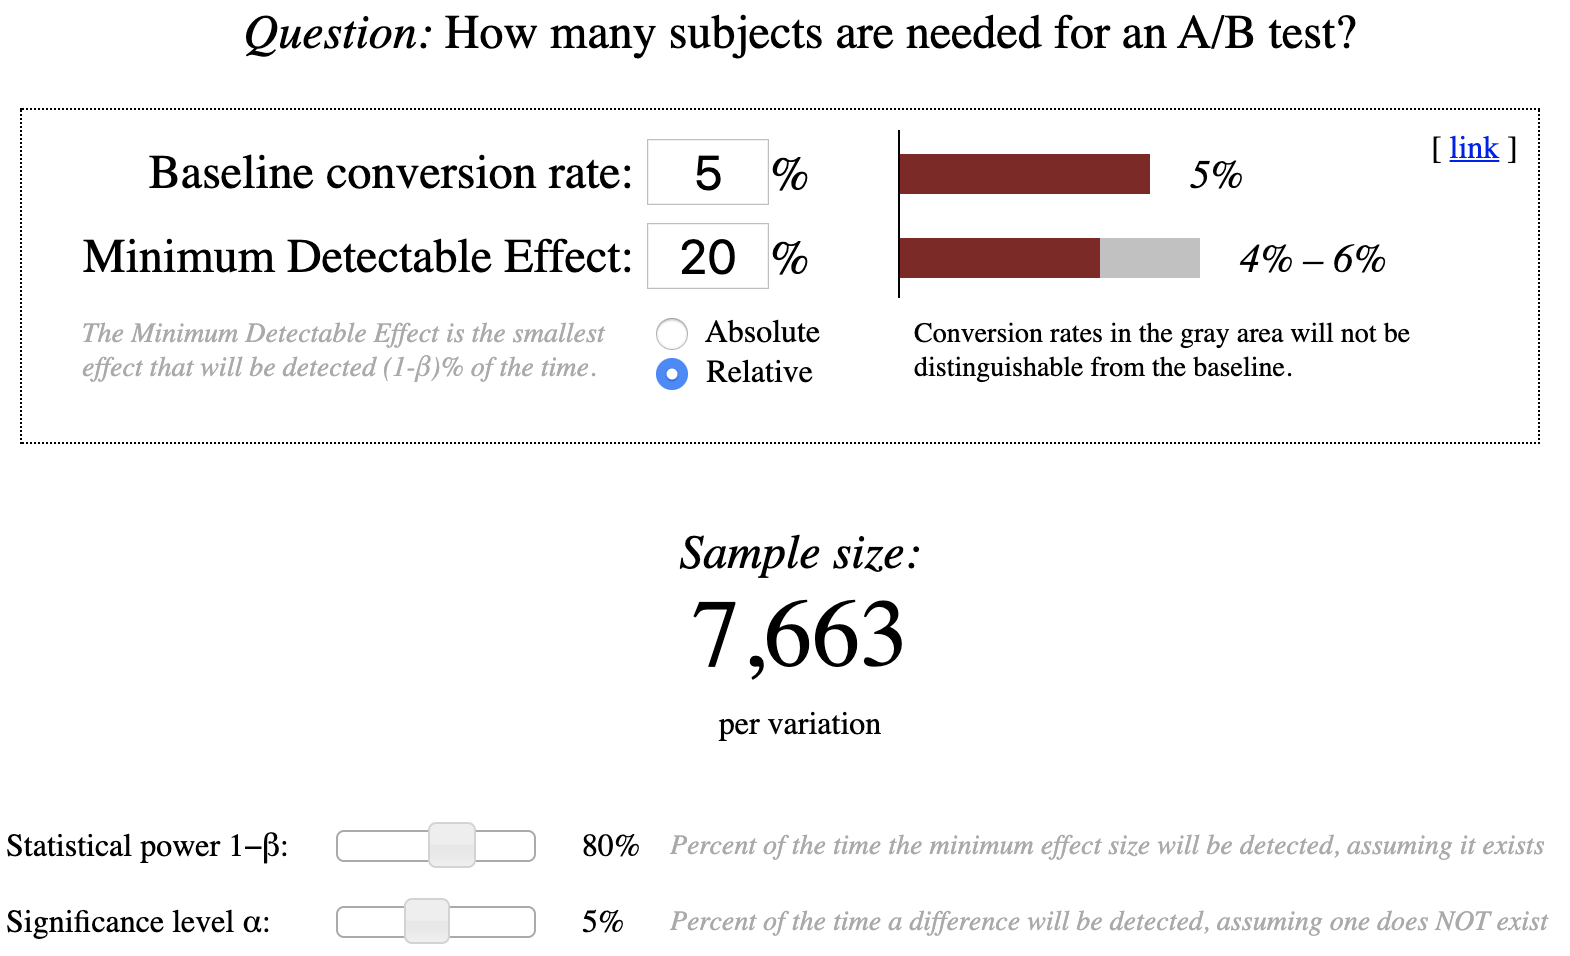 Question: How many subjects are needed for an A/B test?
[ link ]
Baseline conversion rate: 5 % 5%
Minimum Detectable Effect: 20 % 4% – 6%
The Minimum Detectable Effect is the smallest
effect that will be detected (1-β)% of the time.
Absolute
Relative
Conversion rates in the gray area will not be
distinguishable from the baseline.
Sample size:
7,663
per variation
Statistical power 1−β: 80% Percent of the time the minimum effect size will be detected, assuming it exists
Significance level α: 5% Percent of the time a difference will be detected, assuming one does NOT exist